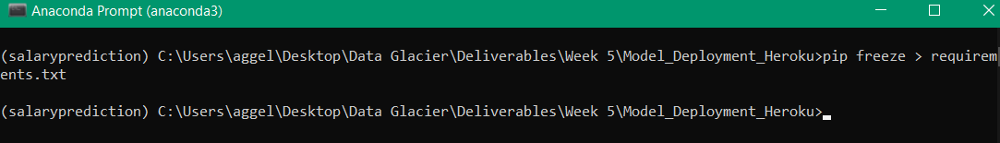 Anaconda Prompt (anaconda3)
(salaryprediction) C:\Users\aggel\Desktop\Data Glacier\Deliverables\Week 5\Model_Deployment_Heroku>pip freeze > requirem
ents.txt
(salaryprediction) C:\Users\aggel\Desktop\Data Glacier\Deliverables\Week 5\Model_Deployment_Heroku>